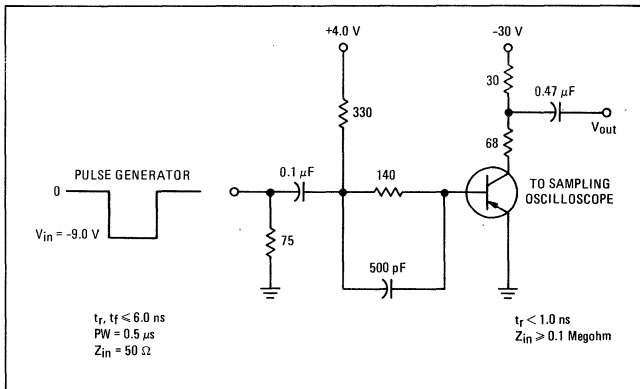 +4.0 V
-30 V
30
0.47 μF
Vout
330
68
PULSE GENERATOR
0.1 μF
140
TO SAMPLING
OSCILLOSCOPE
0
Vin = -9.0 V
75
500 pF
tr, tf ≤ 6.0 ns
PW = 0.5 μs
Zin = 50 Ω
tr < 1.0 ns
Zin ≥ 0.1 Megohm